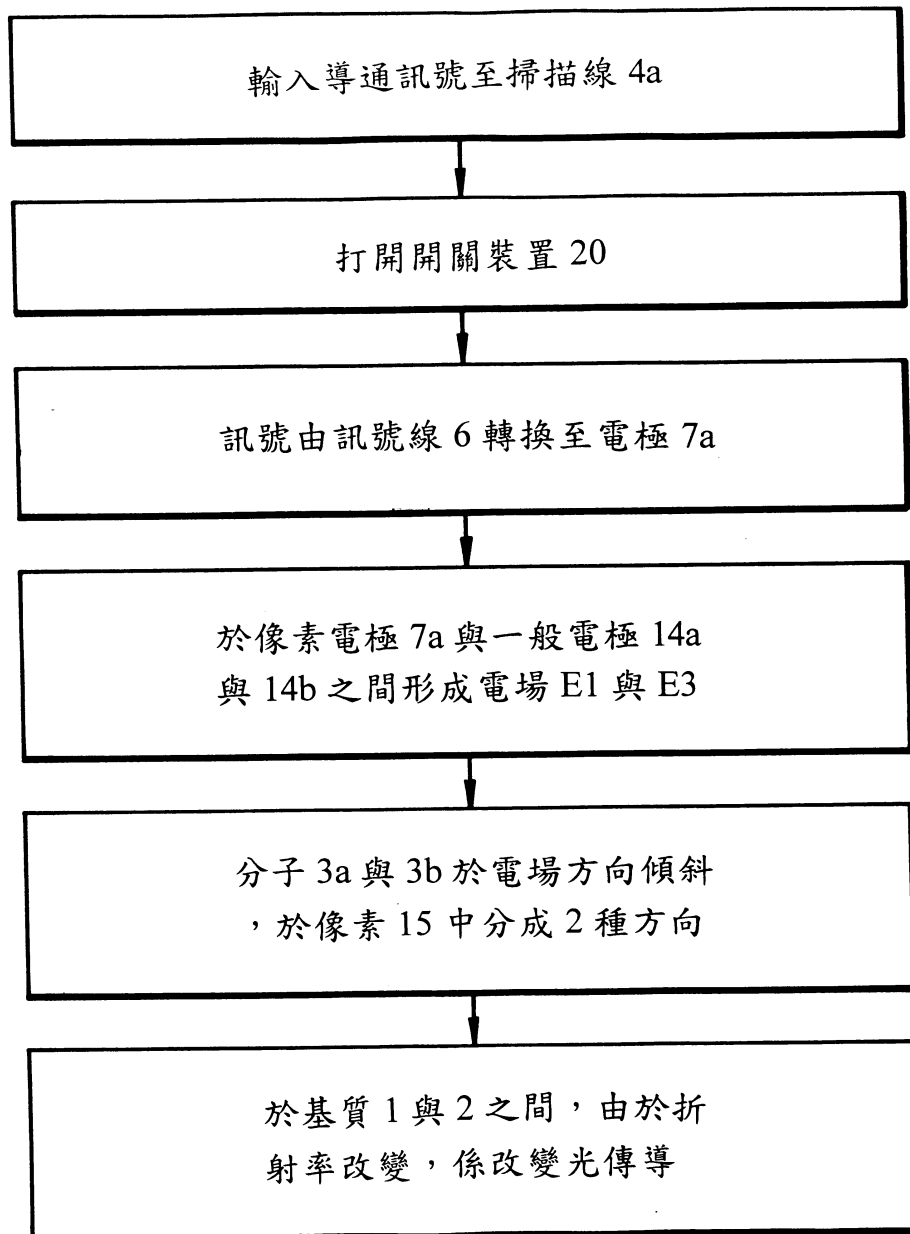 輸入導通訊號至掃描線 4a
打開開關裝置 20
訊號由訊號線 6 轉換至電極 7a
於像素電極 7a 與一般電極 14a
與 14b 之間形成電場 E1 與 E3
分子 3a 與 3b 於電場方向傾斜
，於像素 15 中分成 2 種方向
於基質 1 與 2 之間，由於折
射率改變，係改變光傳導